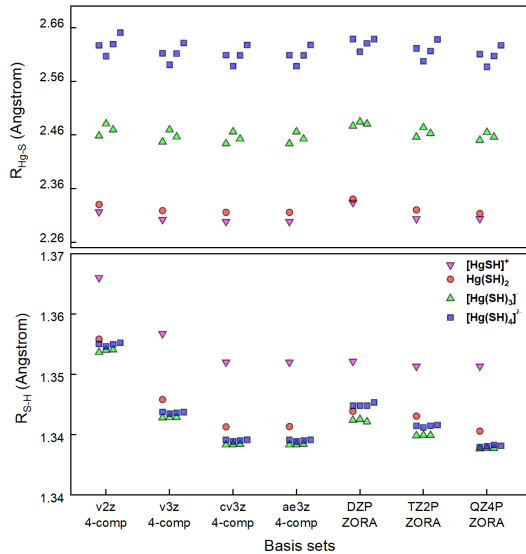 2.66
2.56
2.46
2.36
2.26
R_Hg-S (Angstrom)
1.37
1.36
1.35
1.34
1.34
R_S-H (Angstrom)
[HgSH]⁺
Hg(SH)₂
[Hg(SH)₃]⁻
[Hg(SH)₄]²⁻
v2z v3z cv3z ae3z DZP TZ2P QZ4P
4-comp 4-comp 4-comp 4-comp ZORA ZORA ZORA
Basis sets